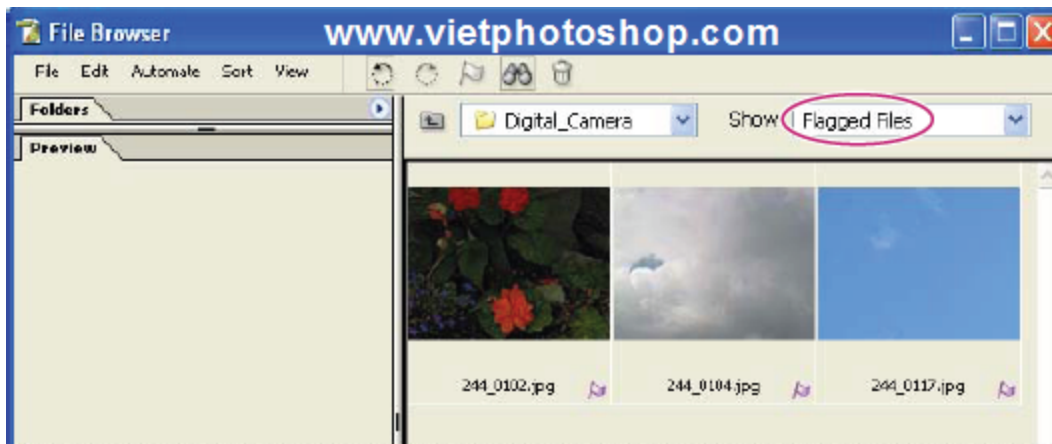 File Browser www.vietphotoshop.com
File Edit Automate Sort View
Folders
Digital_Camera Show Flagged Files
Preview
244_0102.jpg 244_0104.jpg 244_0117.jpg